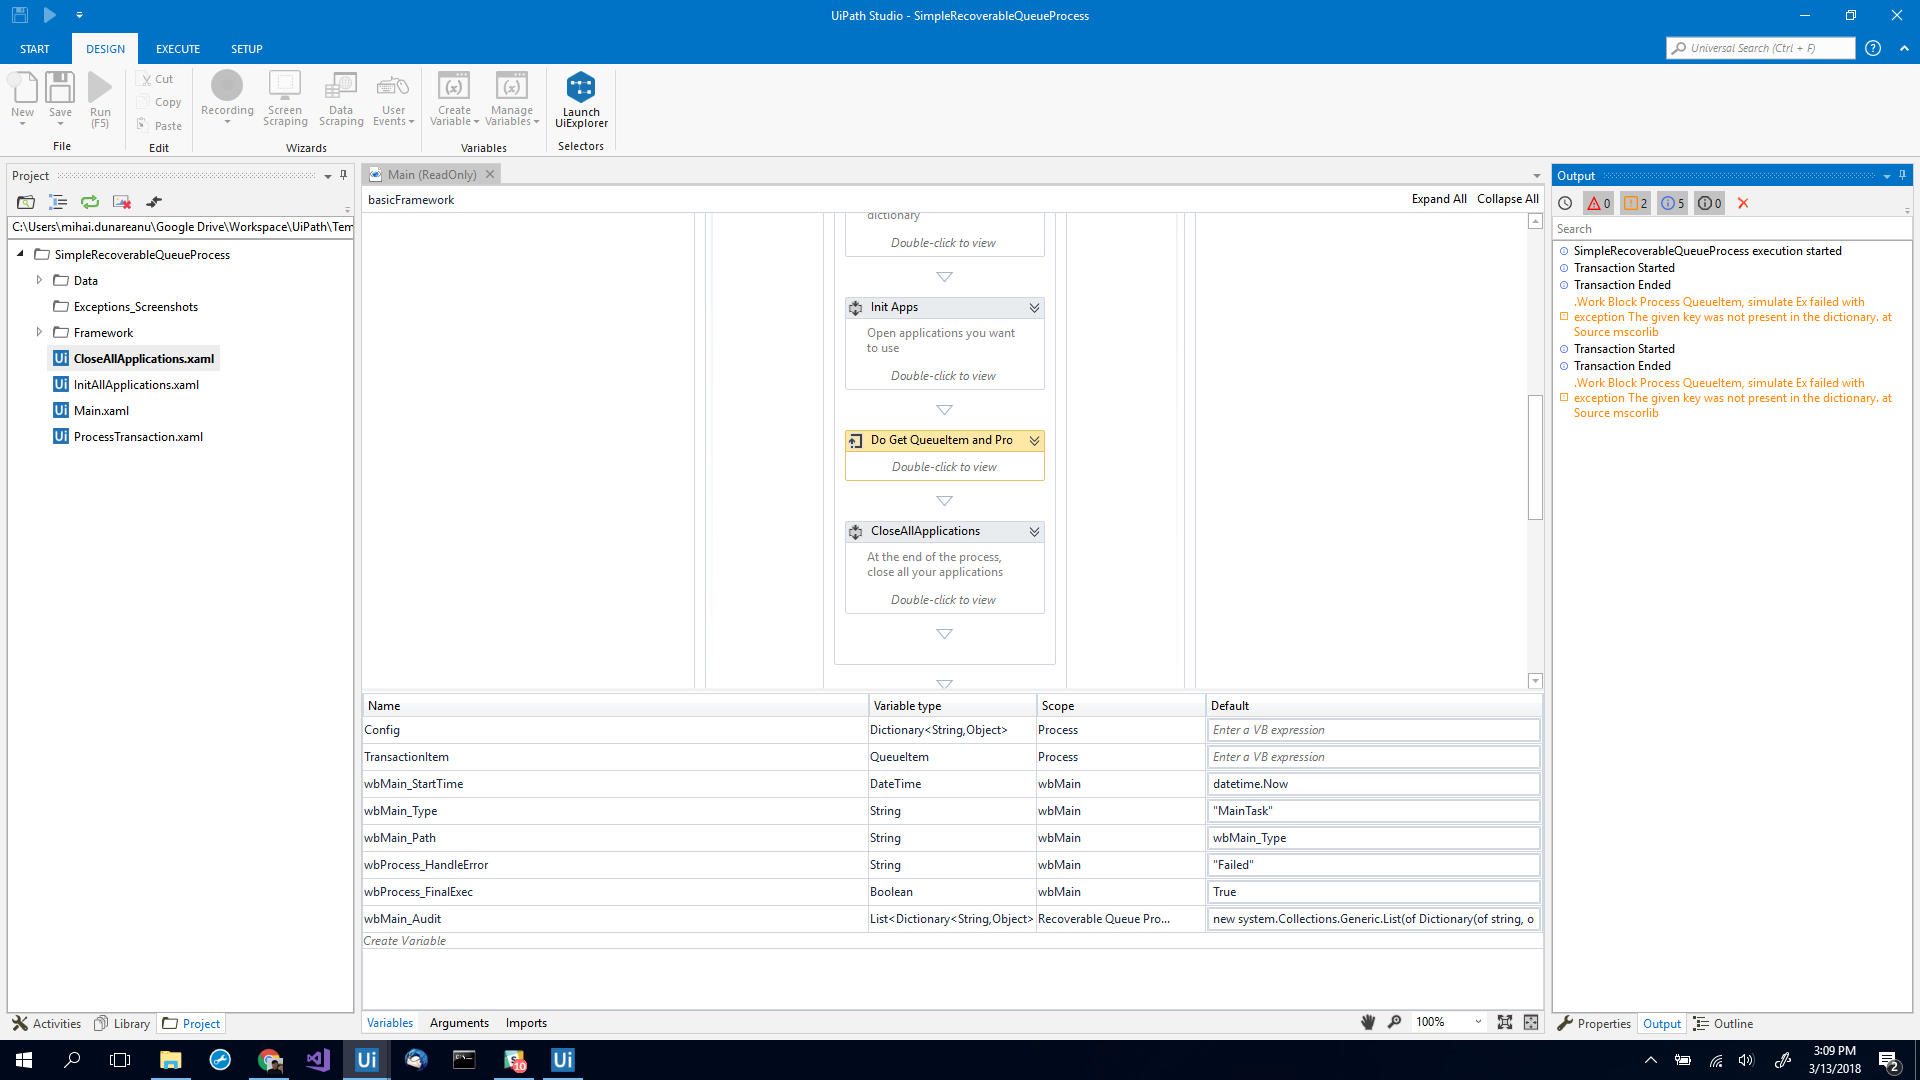 UiPath Studio - SimpleRecoverableQueueProcess
START
DESIGN
EXECUTE
SETUP
Universal Search (Ctrl + F)
New
Save
Run
(F5)
File
Cut
Copy
Paste
Edit
Recording
Screen
Scraping
Data
Scraping
User
Events
Wizards
Create
Variable
Manage
Variables
Variables
Launch
UiExplorer
Selectors
Project
C:\Users\mihai.dunareanu\Google Drive\Workspace\UiPath\Tem
SimpleRecoverableQueueProcess
Data
Exceptions_Screenshots
Framework
CloseAllApplications.xaml
InitAllApplications.xaml
Main.xaml
ProcessTransaction.xaml
Activities
Library
Project
Main (ReadOnly)
basicFramework
Expand All
Collapse All
dictionary
Double-click to view
Init Apps
Open applications you want
to use
Double-click to view
Do Get QueueItem and Pro
Double-click to view
CloseAllApplications
At the end of the process,
close all your applications
Double-click to view
Name Variable type Scope Default
Config Dictionary<String,Object> Process Enter a VB expression
TransactionItem QueueItem Process Enter a VB expression
wbMain_StartTime DateTime wbMain datetime.Now
wbMain_Type String wbMain "MainTask"
wbMain_Path String wbMain wbMain_Type
wbProcess_HandleError String wbMain "Failed"
wbProcess_FinalExec Boolean wbMain True
wbMain_Audit List<Dictionary<String,Object> Recoverable Queue Pro... new system.Collections.Generic.List(of Dictionary(of string, o
Create Variable
Variables
Arguments
Imports
100%
Output
0
2
5
0
Search
SimpleRecoverableQueueProcess execution started
Transaction Started
Transaction Ended
.Work Block Process QueueItem, simulate Ex failed with
exception The given key was not present in the dictionary. at
Source mscorlib
Transaction Started
Transaction Ended
.Work Block Process QueueItem, simulate Ex failed with
exception The given key was not present in the dictionary. at
Source mscorlib
Properties
Output
Outline
Ui
10
Ui
3:09 PM
3/13/2018
2